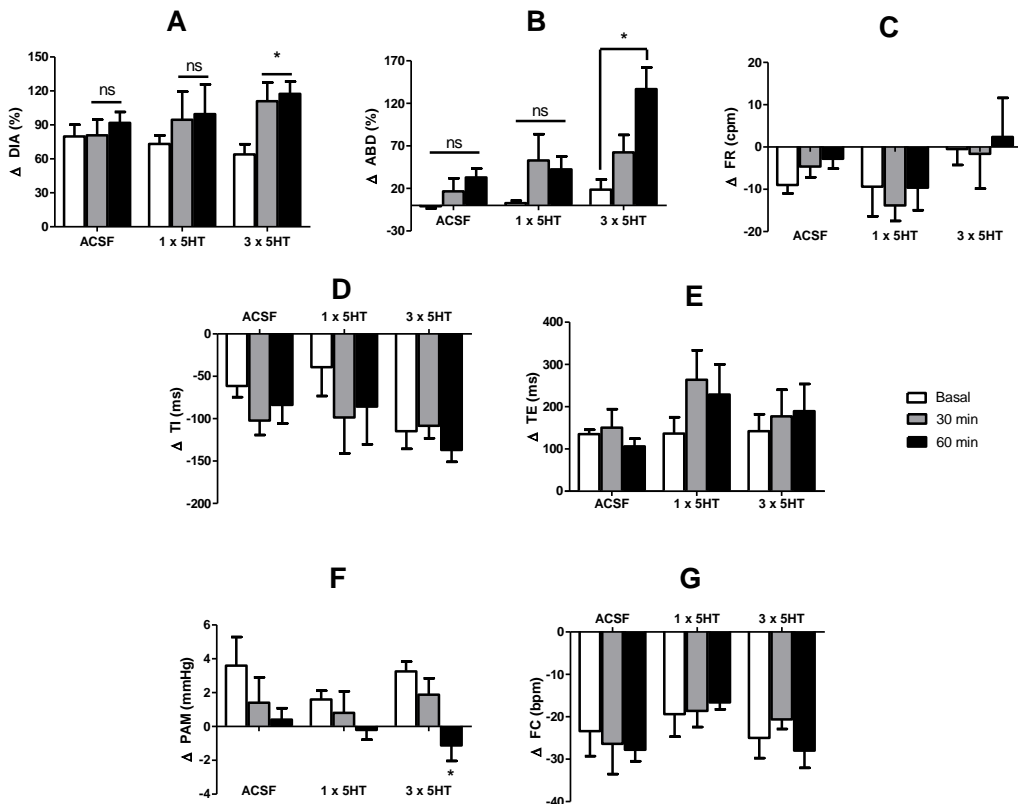 A
Δ DIA (%)
150
120
90
60
30
0
ns
ns
*
ACSF
1 x 5HT
3 x 5HT
B
Δ ABD (%)
170
120
70
20
-30
ns
ns
*
ACSF
1 x 5HT
3 x 5HT
C
Δ FR (cpm)
20
10
0
-10
-20
ACSF
1 x 5HT
3 x 5HT
D
ACSF
1 x 5HT
3 x 5HT
Δ TI (ms)
0
-50
-100
-150
-200
E
Δ TE (ms)
400
300
200
100
0
ACSF
1 x 5HT
3 x 5HT
Basal
30 min
60 min
F
Δ PAM (mmHg)
6
4
2
0
-2
-4
*
ACSF
1 x 5HT
3 x 5HT
G
ACSF
1 x 5HT
3 x 5HT
Δ FC (bpm)
0
-10
-20
-30
-40